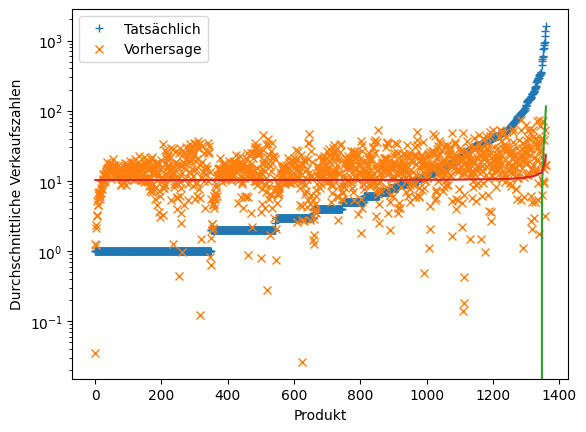 Tatsächlich
Vorhersage
Durchschnittliche Verkaufszahlen
10³
10²
10¹
10⁰
10⁻¹
0 200 400 600 800 1000 1200 1400
Produkt